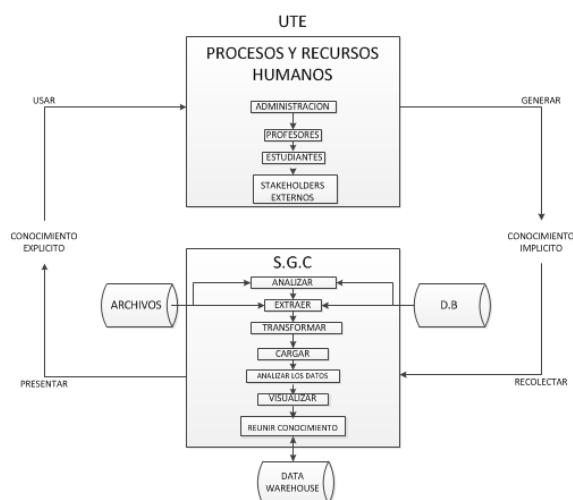 UTE
PROCESOS Y RECURSOS
HUMANOS
ADMINISTRACION
PROFESORES
ESTUDIANTES
STAKEHOLDERS
EXTERNOS
USAR
GENERAR
CONOCIMIENTO
EXPLICITO
CONOCIMIENTO
IMPLICITO
S.G.C
ANALIZAR
ARCHIVOS
EXTRAER
D.B
TRANSFORMAR
CARGAR
ANALIZAR LOS DATOS
VISUALIZAR
REUNIR CONOCIMIENTO
PRESENTAR
RECOLECTAR
DATA
WAREHOUSE